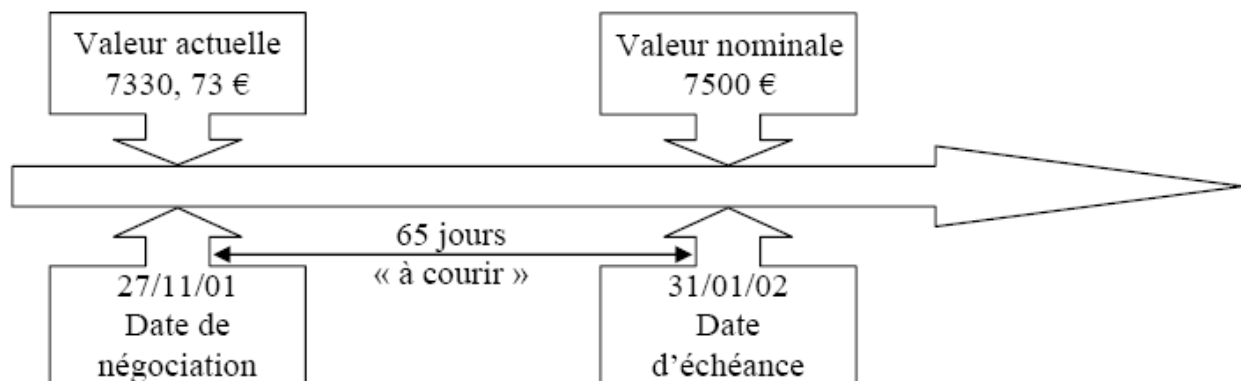 Valeur actuelle
7330, 73 €
Valeur nominale
7500 €
65 jours
« à courir »
27/11/01
Date de
négociation
31/01/02
Date
d’échéance